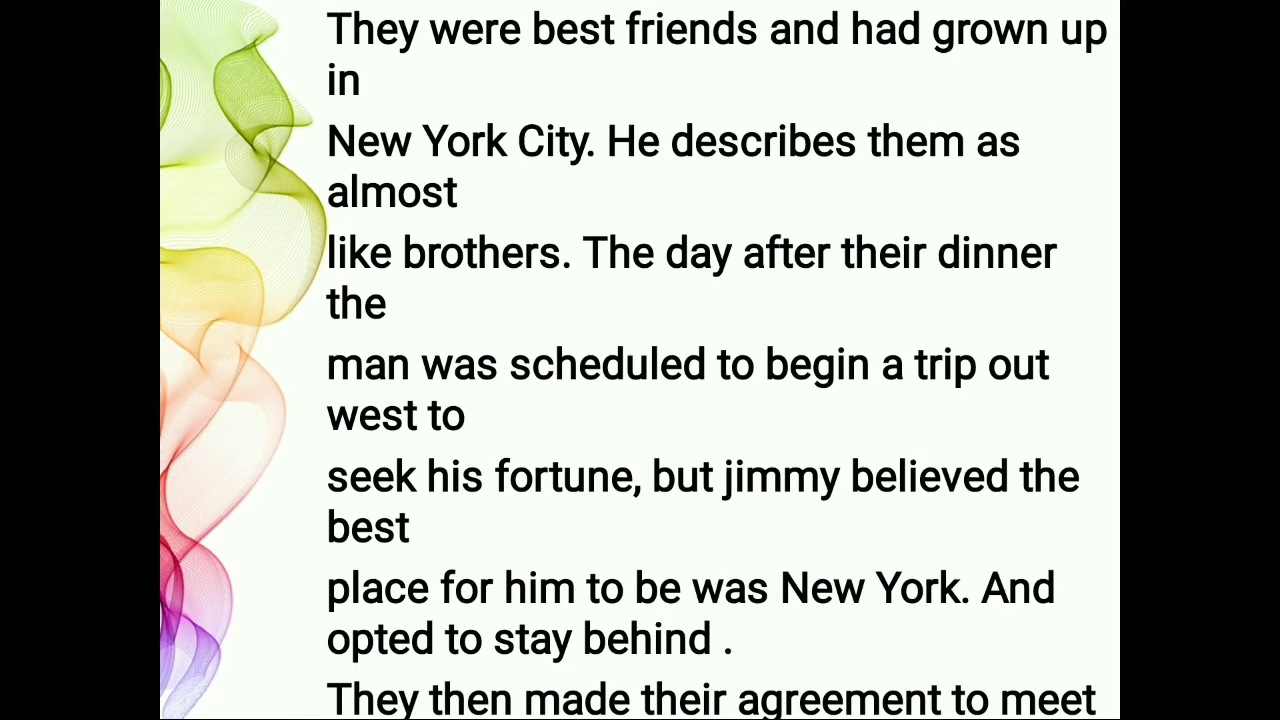 They were best friends and had grown up
in
New York City. He describes them as
almost
like brothers. The day after their dinner
the
man was scheduled to begin a trip out
west to
seek his fortune, but jimmy believed the
best
place for him to be was New York. And
opted to stay behind .
They then made their agreement to meet